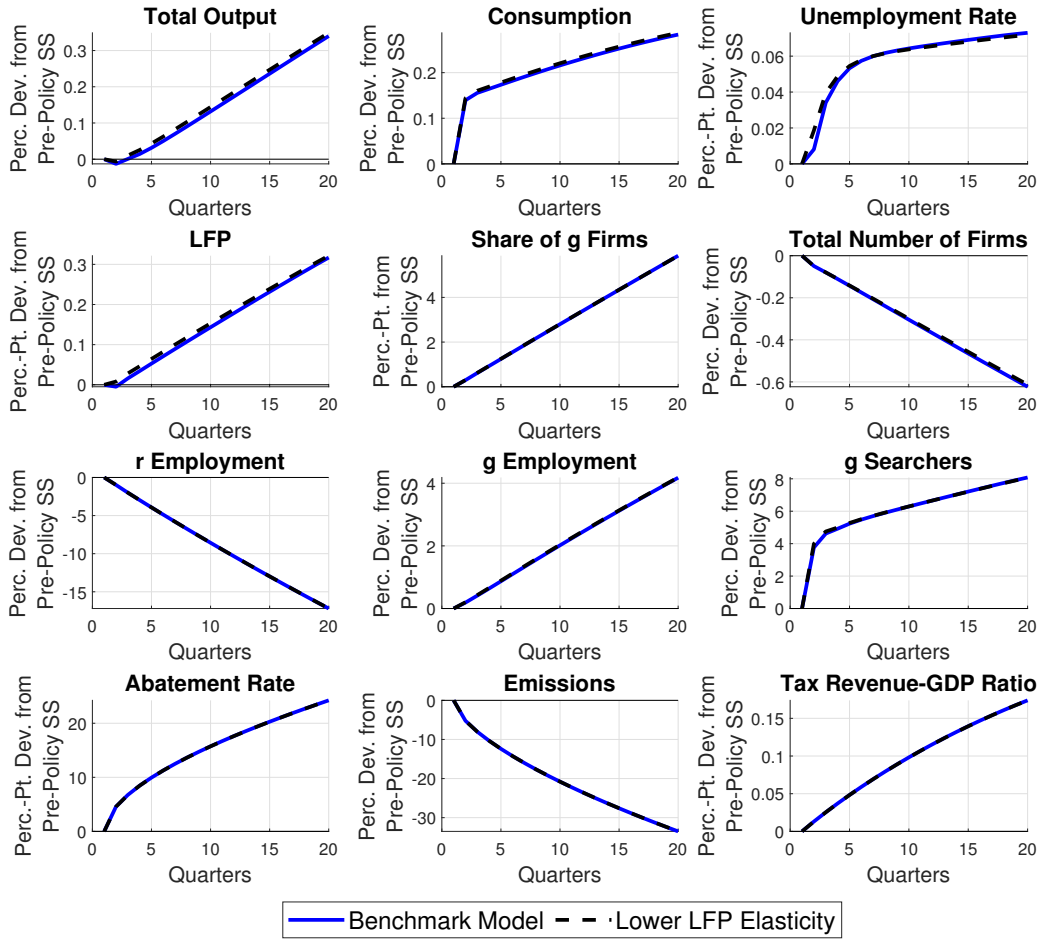 Total Output
Perc. Dev. from
Pre-Policy SS
0.3
0.2
0.1
0
0 5 10 15 20
Quarters
Consumption
Perc. Dev. from
Pre-Policy SS
0.2
0.1
0
0 5 10 15 20
Quarters
Unemployment Rate
Perc.-Pt. Dev. from
Pre-Policy SS
0.06
0.04
0.02
0
0 5 10 15 20
Quarters
LFP
Perc.-Pt. Dev. from
Pre-Policy SS
0.3
0.2
0.1
0
0 5 10 15 20
Quarters
Share of g Firms
Perc.-Pt. from
Pre-Policy SS
4
2
0
0 5 10 15 20
Quarters
Total Number of Firms
Perc. Dev. from
Pre-Policy SS
0
-0.2
-0.4
-0.6
0 5 10 15 20
Quarters
r Employment
Perc. Dev. from
Pre-Policy SS
0
-5
-10
-15
0 5 10 15 20
Quarters
g Employment
Perc. Dev. from
Pre-Policy SS
4
2
0
0 5 10 15 20
Quarters
g Searchers
Perc. Dev. from
Pre-Policy SS
8
6
4
2
0
0 5 10 15 20
Quarters
Abatement Rate
Perc.-Pt. Dev. from
Pre-Policy SS
20
10
0
0 5 10 15 20
Quarters
Emissions
Perc. Dev. from
Pre-Policy SS
0
-10
-20
-30
0 5 10 15 20
Quarters
Tax Revenue-GDP Ratio
Perc.-Pt. Dev. from
Pre-Policy SS
0.15
0.1
0.05
0
0 5 10 15 20
Quarters
Benchmark Model Lower LFP Elasticity